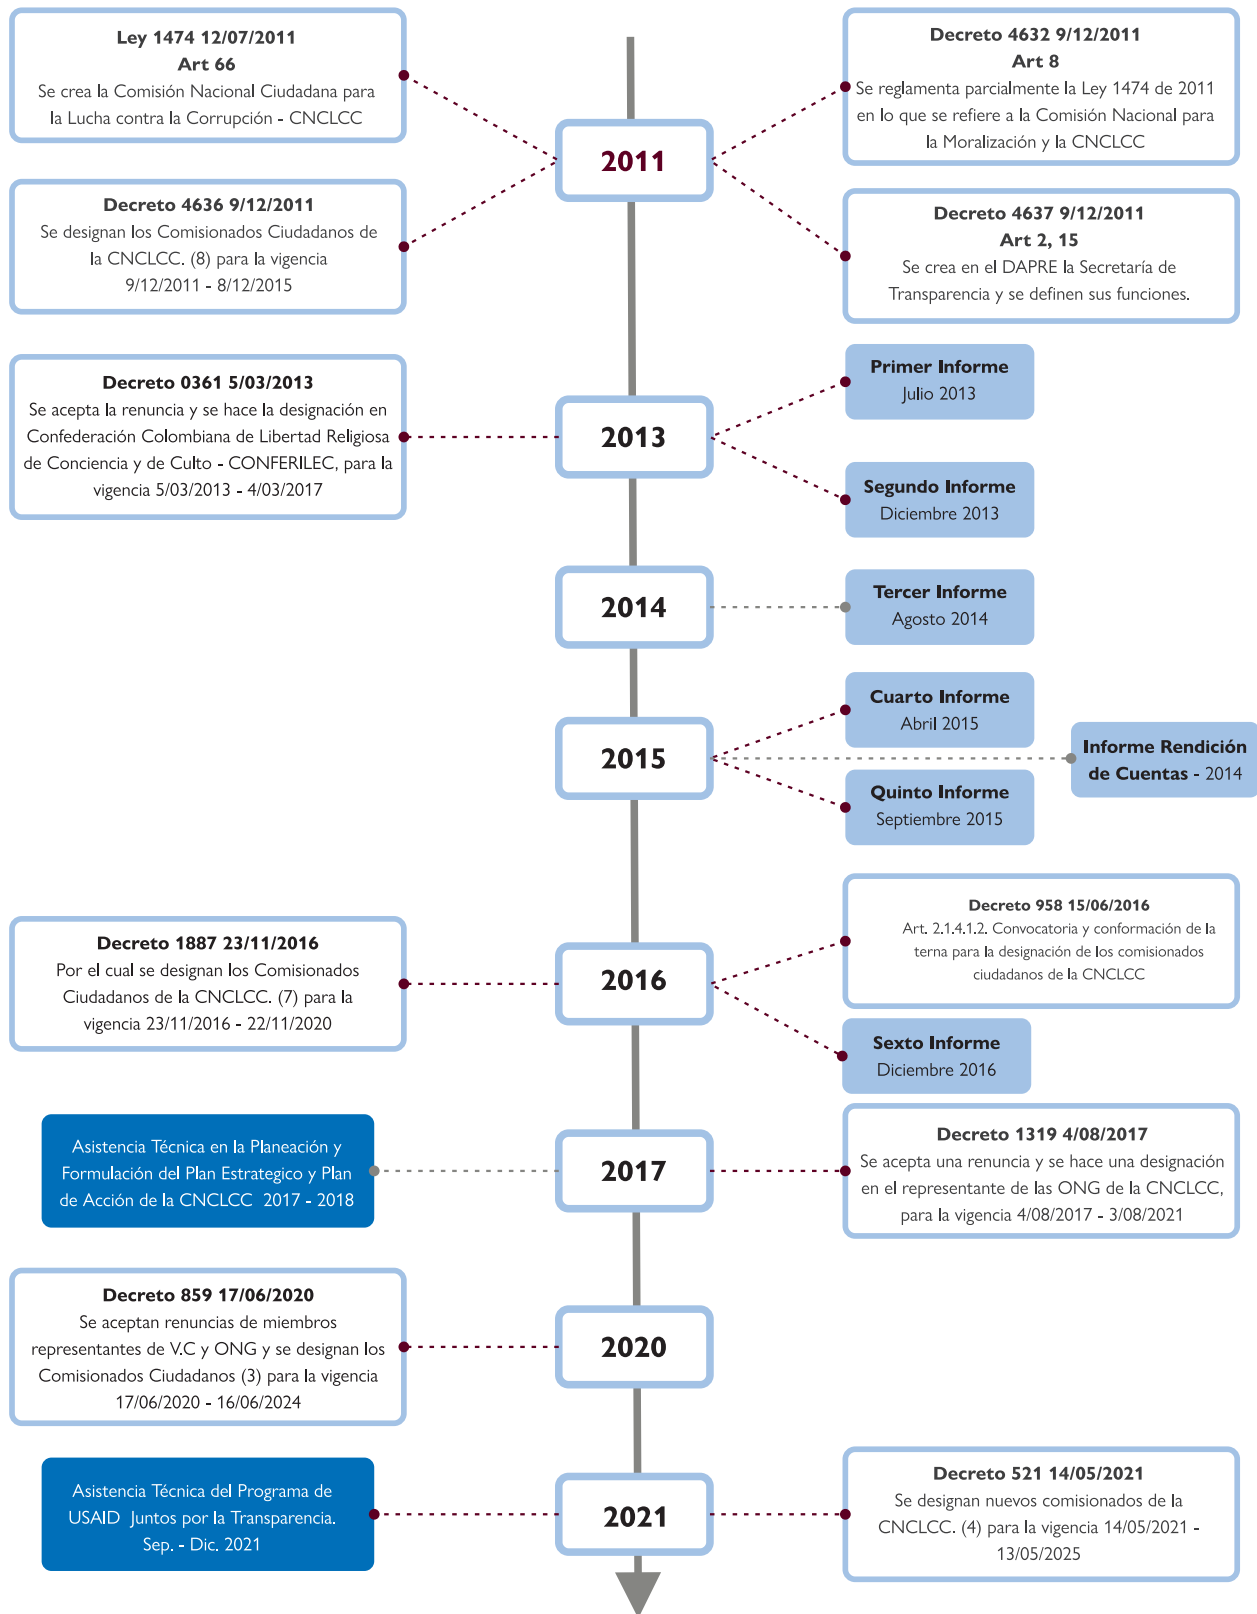 Ley 1474 12/07/2011
Art 66
Se crea la Comisión Nacional Ciudadana para
la Lucha contra la Corrupción - CNCLCC
Decreto 4632 9/12/2011
Art 8
Se reglamenta parcialmente la Ley 1474 de 2011
en lo que se refiere a la Comisión Nacional para
la Moralización y la CNCLCC
2011
Decreto 4636 9/12/2011
Se designan los Comisionados Ciudadanos de
la CNCLCC. (8) para la vigencia
9/12/2011 - 8/12/2015
Decreto 4637 9/12/2011
Art 2, 15
Se crea en el DAPRE la Secretaría de
Transparencia y se definen sus funciones.
Decreto 0361 5/03/2013
Se acepta la renuncia y se hace la designación en
Confederación Colombiana de Libertad Religiosa
de Conciencia y de Culto - CONFERILEC, para la
vigencia 5/03/2013 - 4/03/2017
2013
Primer Informe
Julio 2013
Segundo Informe
Diciembre 2013
2014
Tercer Informe
Agosto 2014
2015
Cuarto Informe
Abril 2015
Informe Rendición
de Cuentas - 2014
Quinto Informe
Septiembre 2015
Decreto 1887 23/11/2016
Por el cual se designan los Comisionados
Ciudadanos de la CNCLCC. (7) para la
vigencia 23/11/2016 - 22/11/2020
2016
Decreto 958 15/06/2016
Art. 2.1.4.1.2. Convocatoria y conformación de la
terna para la designación de los comisionados
ciudadanos de la CNCLCC
Sexto Informe
Diciembre 2016
Asistencia Técnica en la Planeación y
Formulación del Plan Estrategico y Plan
de Acción de la CNCLCC 2017 - 2018
2017
Decreto 1319 4/08/2017
Se acepta una renuncia y se hace una designación
en el representante de las ONG de la CNCLCC,
para la vigencia 4/08/2017 - 3/08/2021
Decreto 859 17/06/2020
Se aceptan renuncias de miembros
representantes de V.C y ONG y se designan los
Comisionados Ciudadanos (3) para la vigencia
17/06/2020 - 16/06/2024
2020
Asistencia Técnica del Programa de
USAID Juntos por la Transparencia.
Sep. - Dic. 2021
2021
Decreto 521 14/05/2021
Se designan nuevos comisionados de la
CNCLCC. (4) para la vigencia 14/05/2021 -
13/05/2025